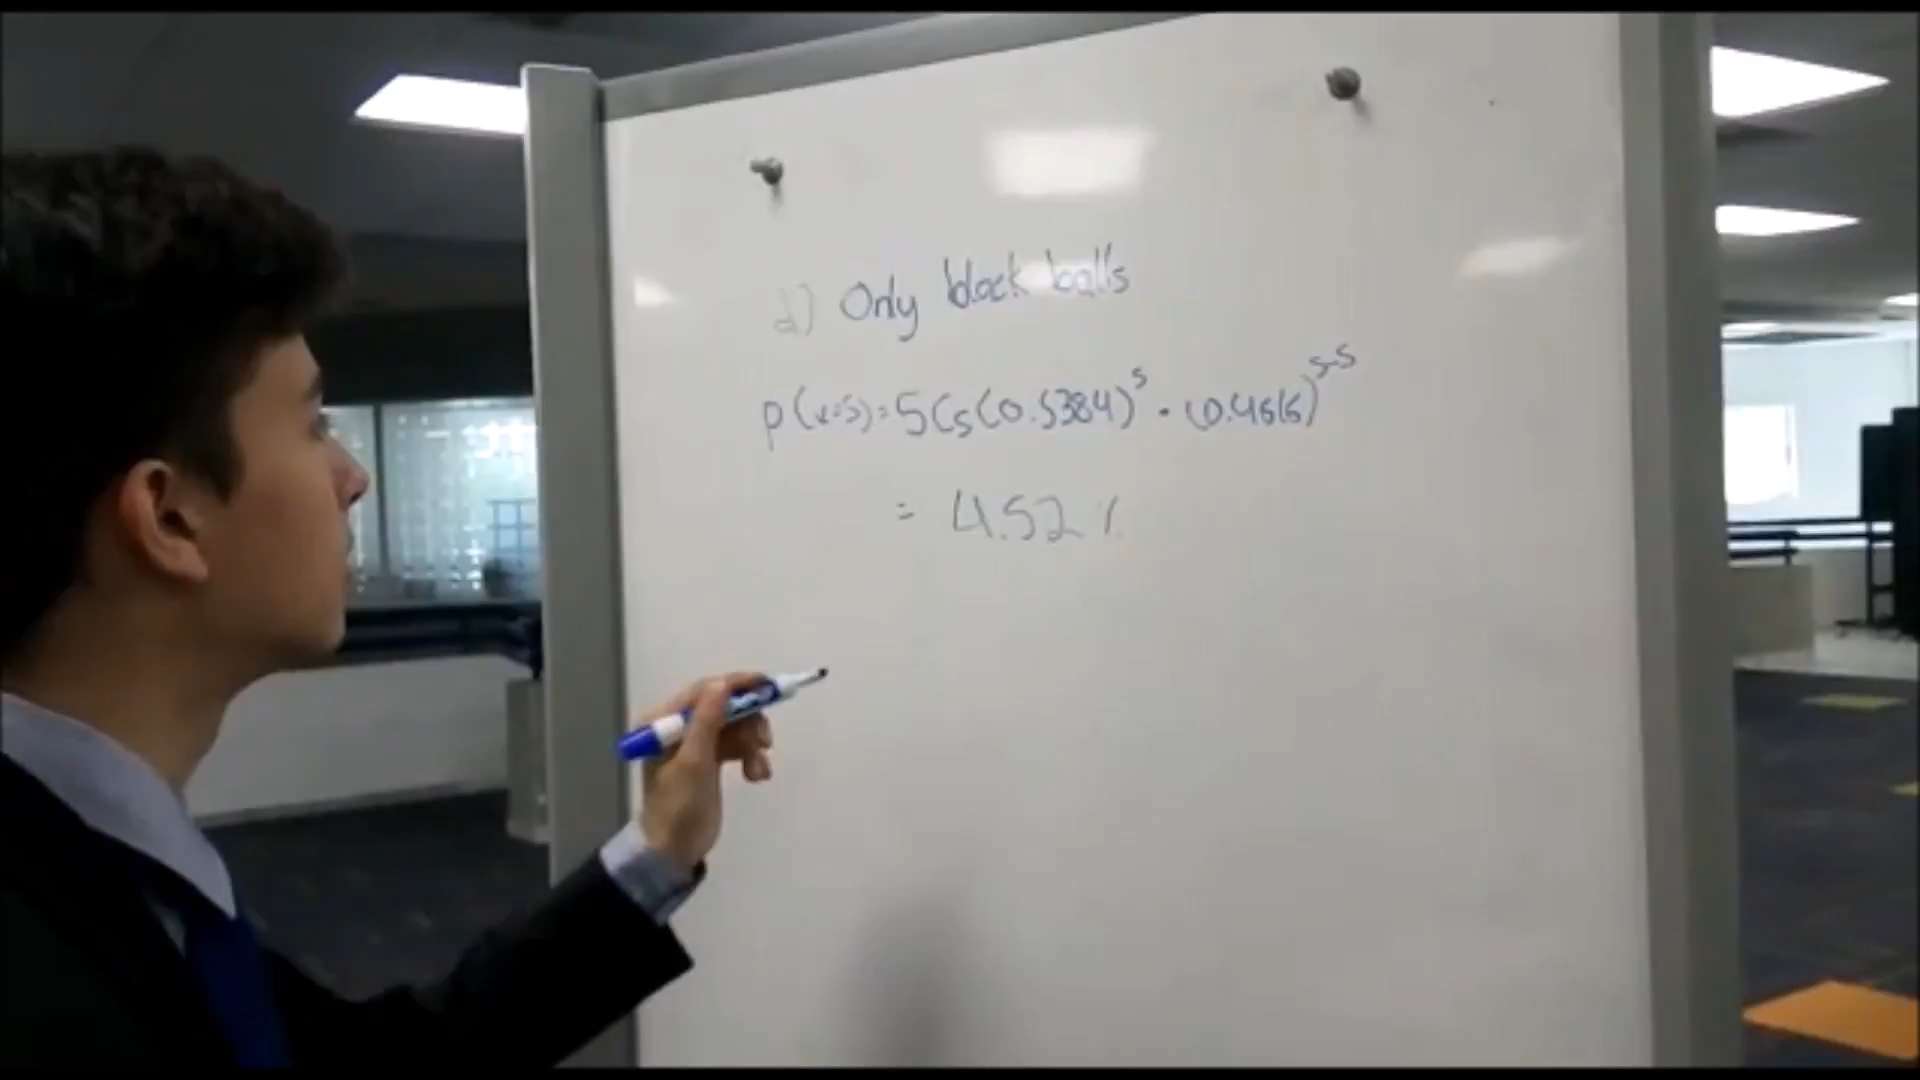 d) Only black balls
P(x=5)=5C5(0.5384)^5 · (0.4616)^5-5
= 4.52%